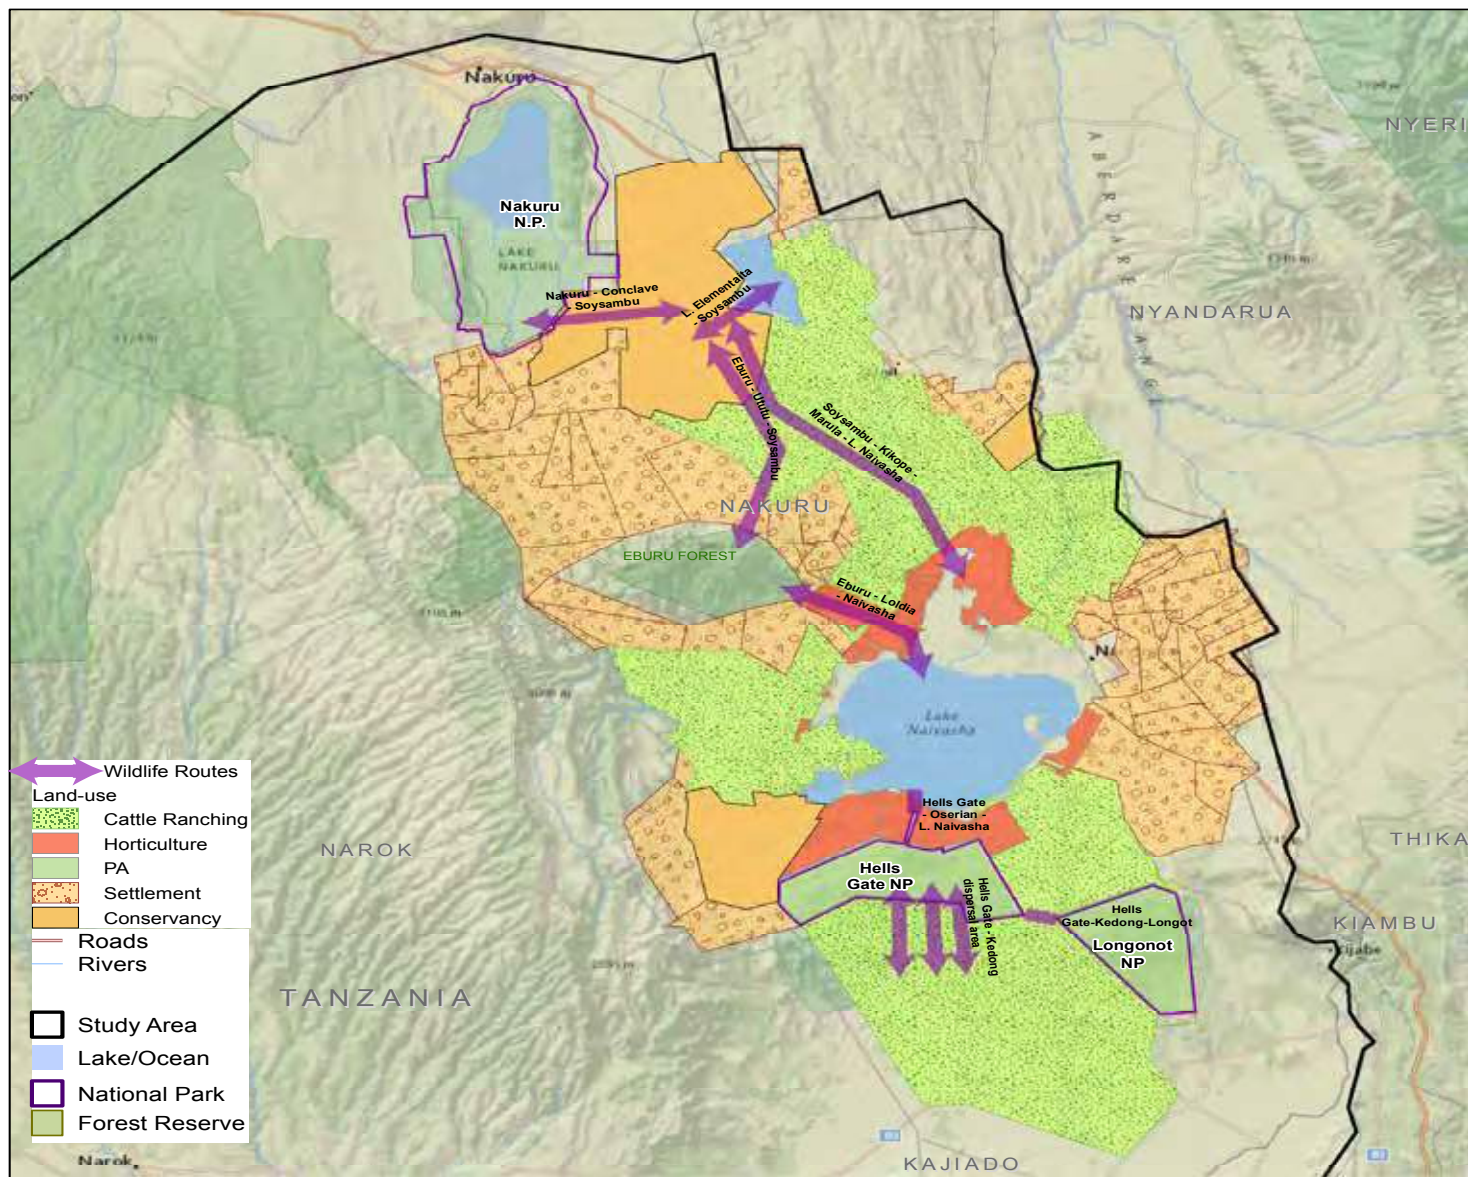 Nakuru
NYERI
ABERDARE RANGE
Nakuru
N.P.
LAKE
NAKURU
Nakuru - Conclave
- Soysambu
L. Elementaita
- Soysambu
NYANDARUA
Eburu - Ututu - Soysambu
Soysambu - Kikope -
Marula - L. Naivasha
NAKURU
EBURU FOREST
Eburu - Loldia
- Naivasha
Lake
Naivasha
Hells Gate
- Oserian -
L. Naivasha
NAROK
THIKA
Hells
Gate NP
Hells Gate - Kedong
dispersal area
Hells
Gate-Kedong-Longot
Longonot
NP
KIAMBU
Kijabe
TANZANIA
KAJIADO
Narok
Wildlife Routes
Land-use
Cattle Ranching
Horticulture
PA
Settlement
Conservancy
Roads
Rivers
Study Area
Lake/Ocean
National Park
Forest Reserve